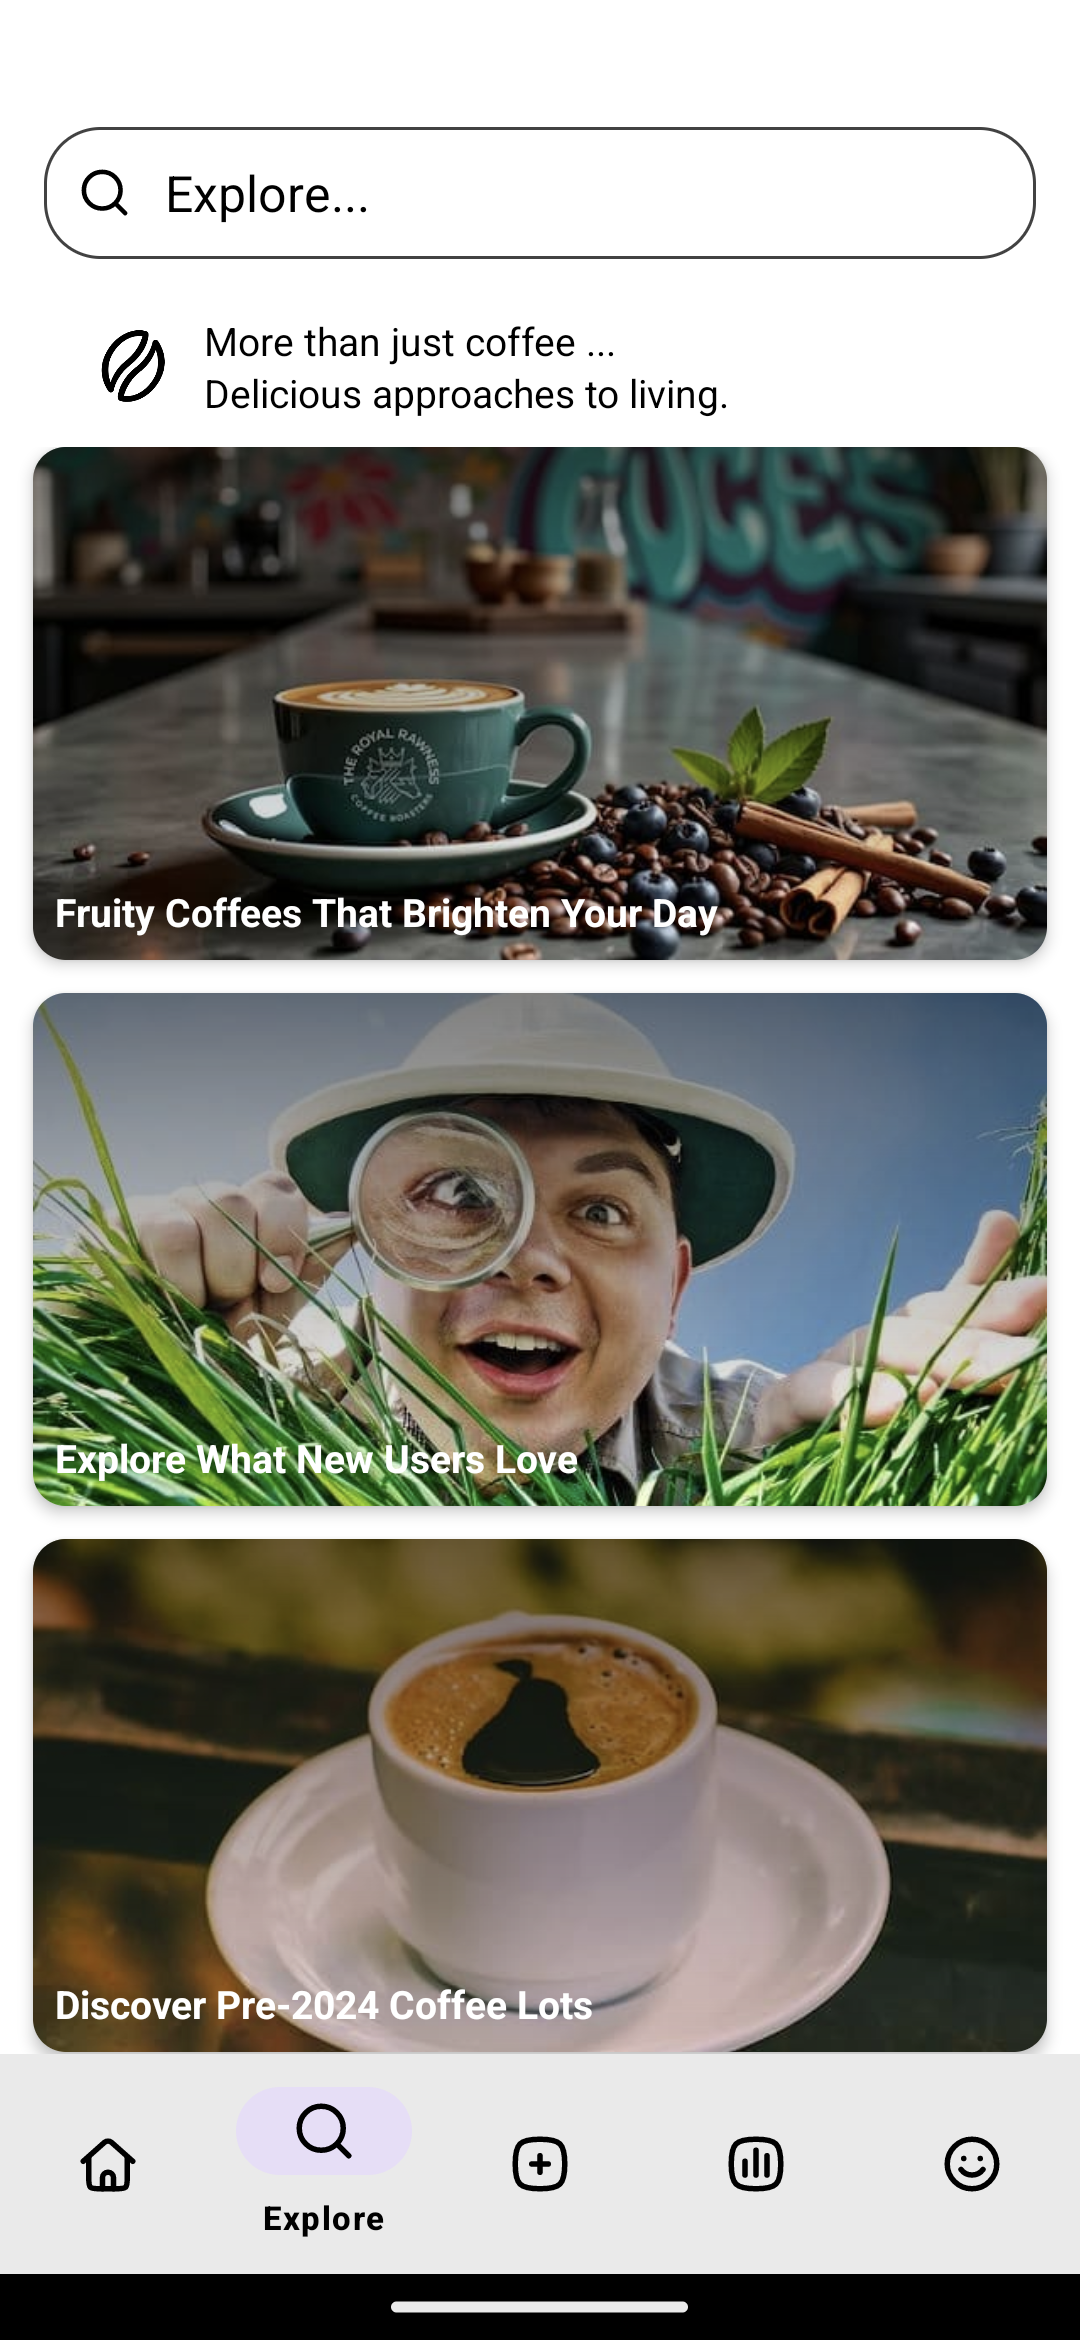 Explore...
More than just coffee ...
Delicious approaches to living.
THE ROYAL RAWNESS
COFFEE ROASTERS
Fruity Coffees That Brighten Your Day
Explore What New Users Love
Discover Pre-2024 Coffee Lots
Explore